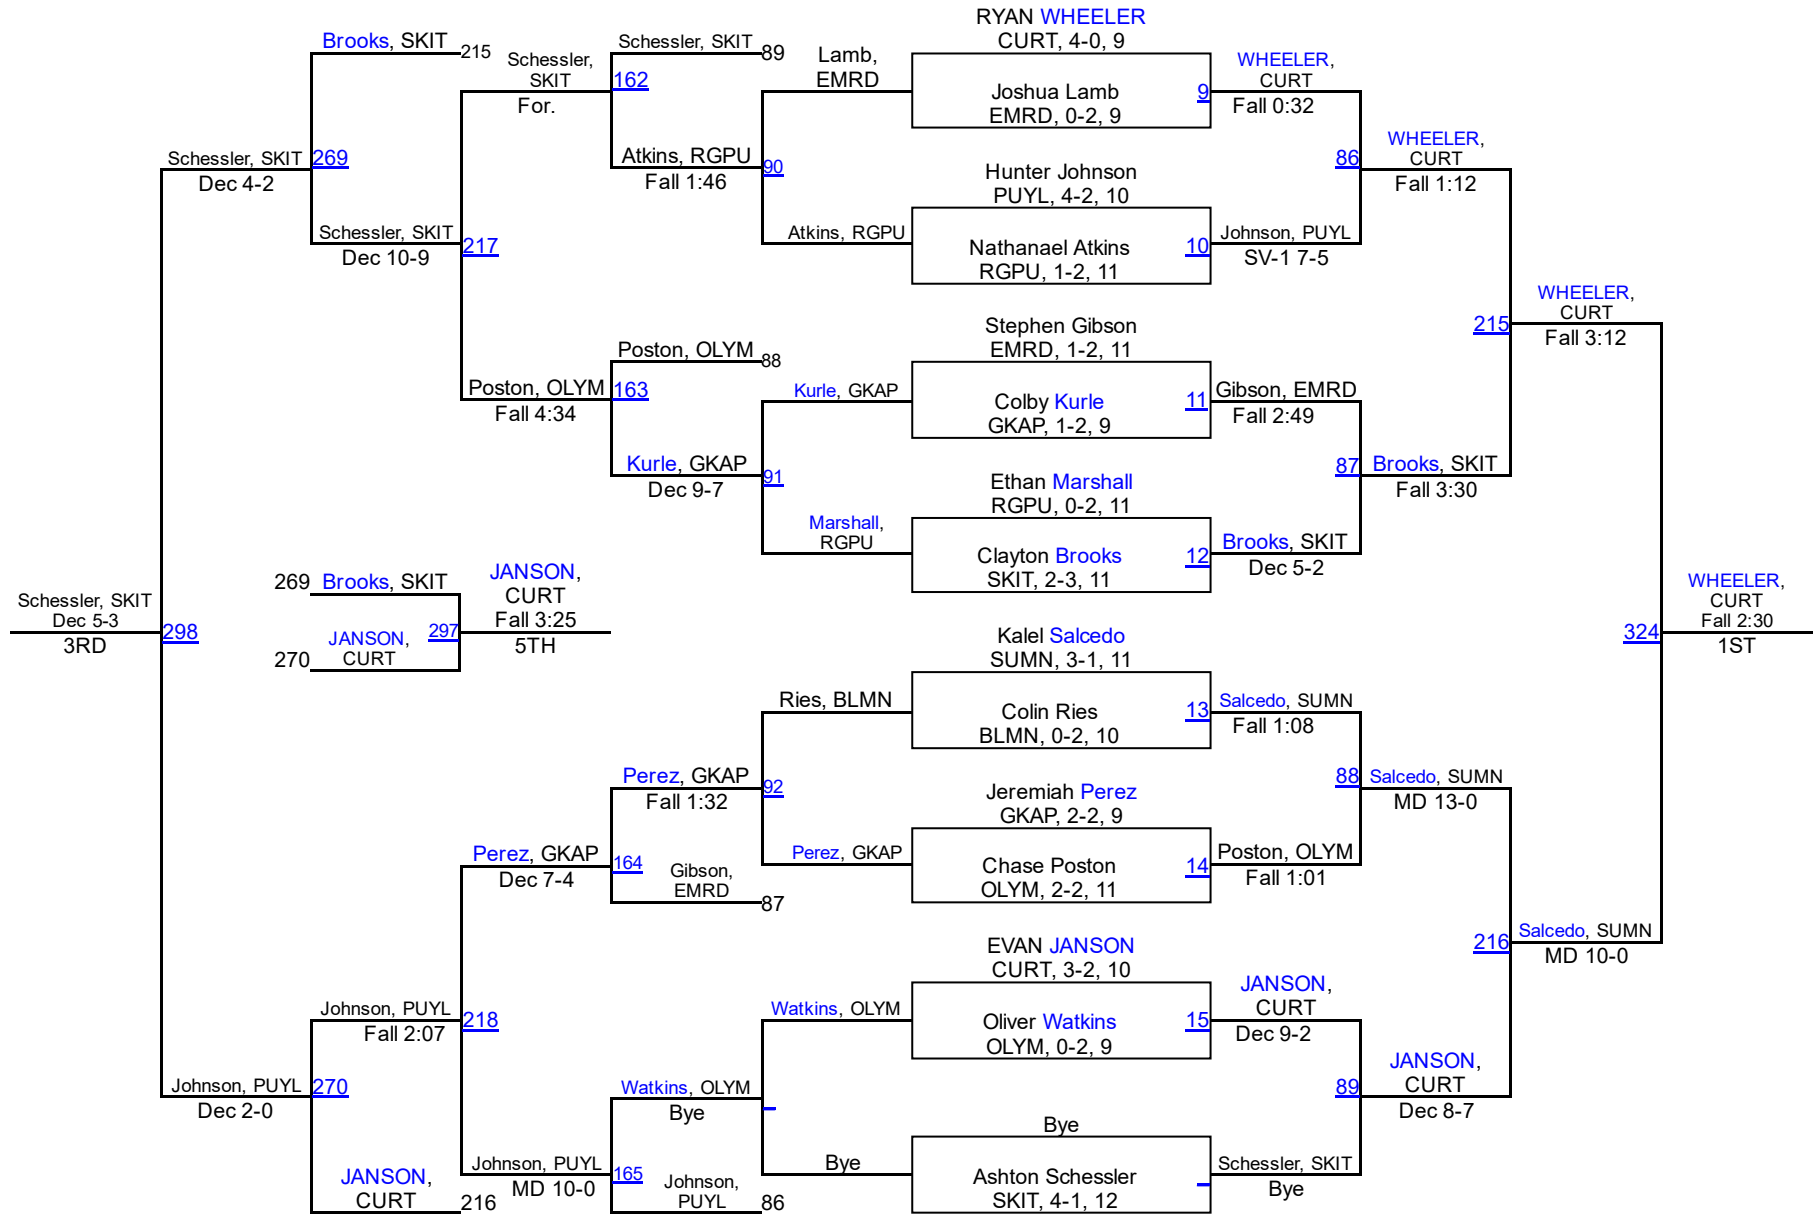 RYAN WHEELER
CURT, 4-0, 9
Brooks, SKIT
215
Schessler, SKIT
89
Schessler,
SKIT
For.
162
Lamb,
EMRD
Joshua Lamb
EMRD, 0-2, 9
9
WHEELER,
CURT
Fall 0:32
Schessler, SKIT
Dec 4-2
269
Atkins, RGPU
Fall 1:46
90
Hunter Johnson
PUYL, 4-2, 10
86
WHEELER,
CURT
Fall 1:12
Schessler, SKIT
Dec 10-9
217
Atkins, RGPU
Nathanael Atkins
RGPU, 1-2, 11
10
Johnson, PUYL
SV-1 7-5
Stephen Gibson
EMRD, 1-2, 11
215
WHEELER,
CURT
Fall 3:12
Poston, OLYM
88
Poston, OLYM
Fall 4:34
163
Kurle, GKAP
Colby Kurle
GKAP, 1-2, 9
11
Gibson, EMRD
Fall 2:49
Kurle, GKAP
Dec 9-7
91
Ethan Marshall
RGPU, 0-2, 11
87
Brooks, SKIT
Fall 3:30
Marshall,
RGPU
Clayton Brooks
SKIT, 2-3, 11
12
Brooks, SKIT
Dec 5-2
269
Brooks, SKIT
JANSON,
CURT
Fall 3:25
5TH
Schessler, SKIT
Dec 5-3
3RD
298
270
JANSON,
CURT
297
Kalel Salcedo
SUMN, 3-1, 11
324
WHEELER,
CURT
Fall 2:30
1ST
Ries, BLMN
Colin Ries
BLMN, 0-2, 10
13
Salcedo, SUMN
Fall 1:08
Perez, GKAP
Fall 1:32
92
Jeremiah Perez
GKAP, 2-2, 9
88
Salcedo, SUMN
MD 13-0
Perez, GKAP
Dec 7-4
164
Gibson,
EMRD
87
Perez, GKAP
Chase Poston
OLYM, 2-2, 11
14
Poston, OLYM
Fall 1:01
EVAN JANSON
CURT, 3-2, 10
216
Salcedo, SUMN
MD 10-0
Johnson, PUYL
Fall 2:07
218
Watkins, OLYM
Oliver Watkins
OLYM, 0-2, 9
15
JANSON,
CURT
Dec 9-2
Johnson, PUYL
Dec 2-0
270
Watkins, OLYM
Bye
Bye
89
JANSON,
CURT
Dec 8-7
JANSON,
CURT
216
Johnson, PUYL
MD 10-0
165
Johnson,
PUYL
86
Bye
Ashton Schessler
SKIT, 4-1, 12
Schessler, SKIT
Bye